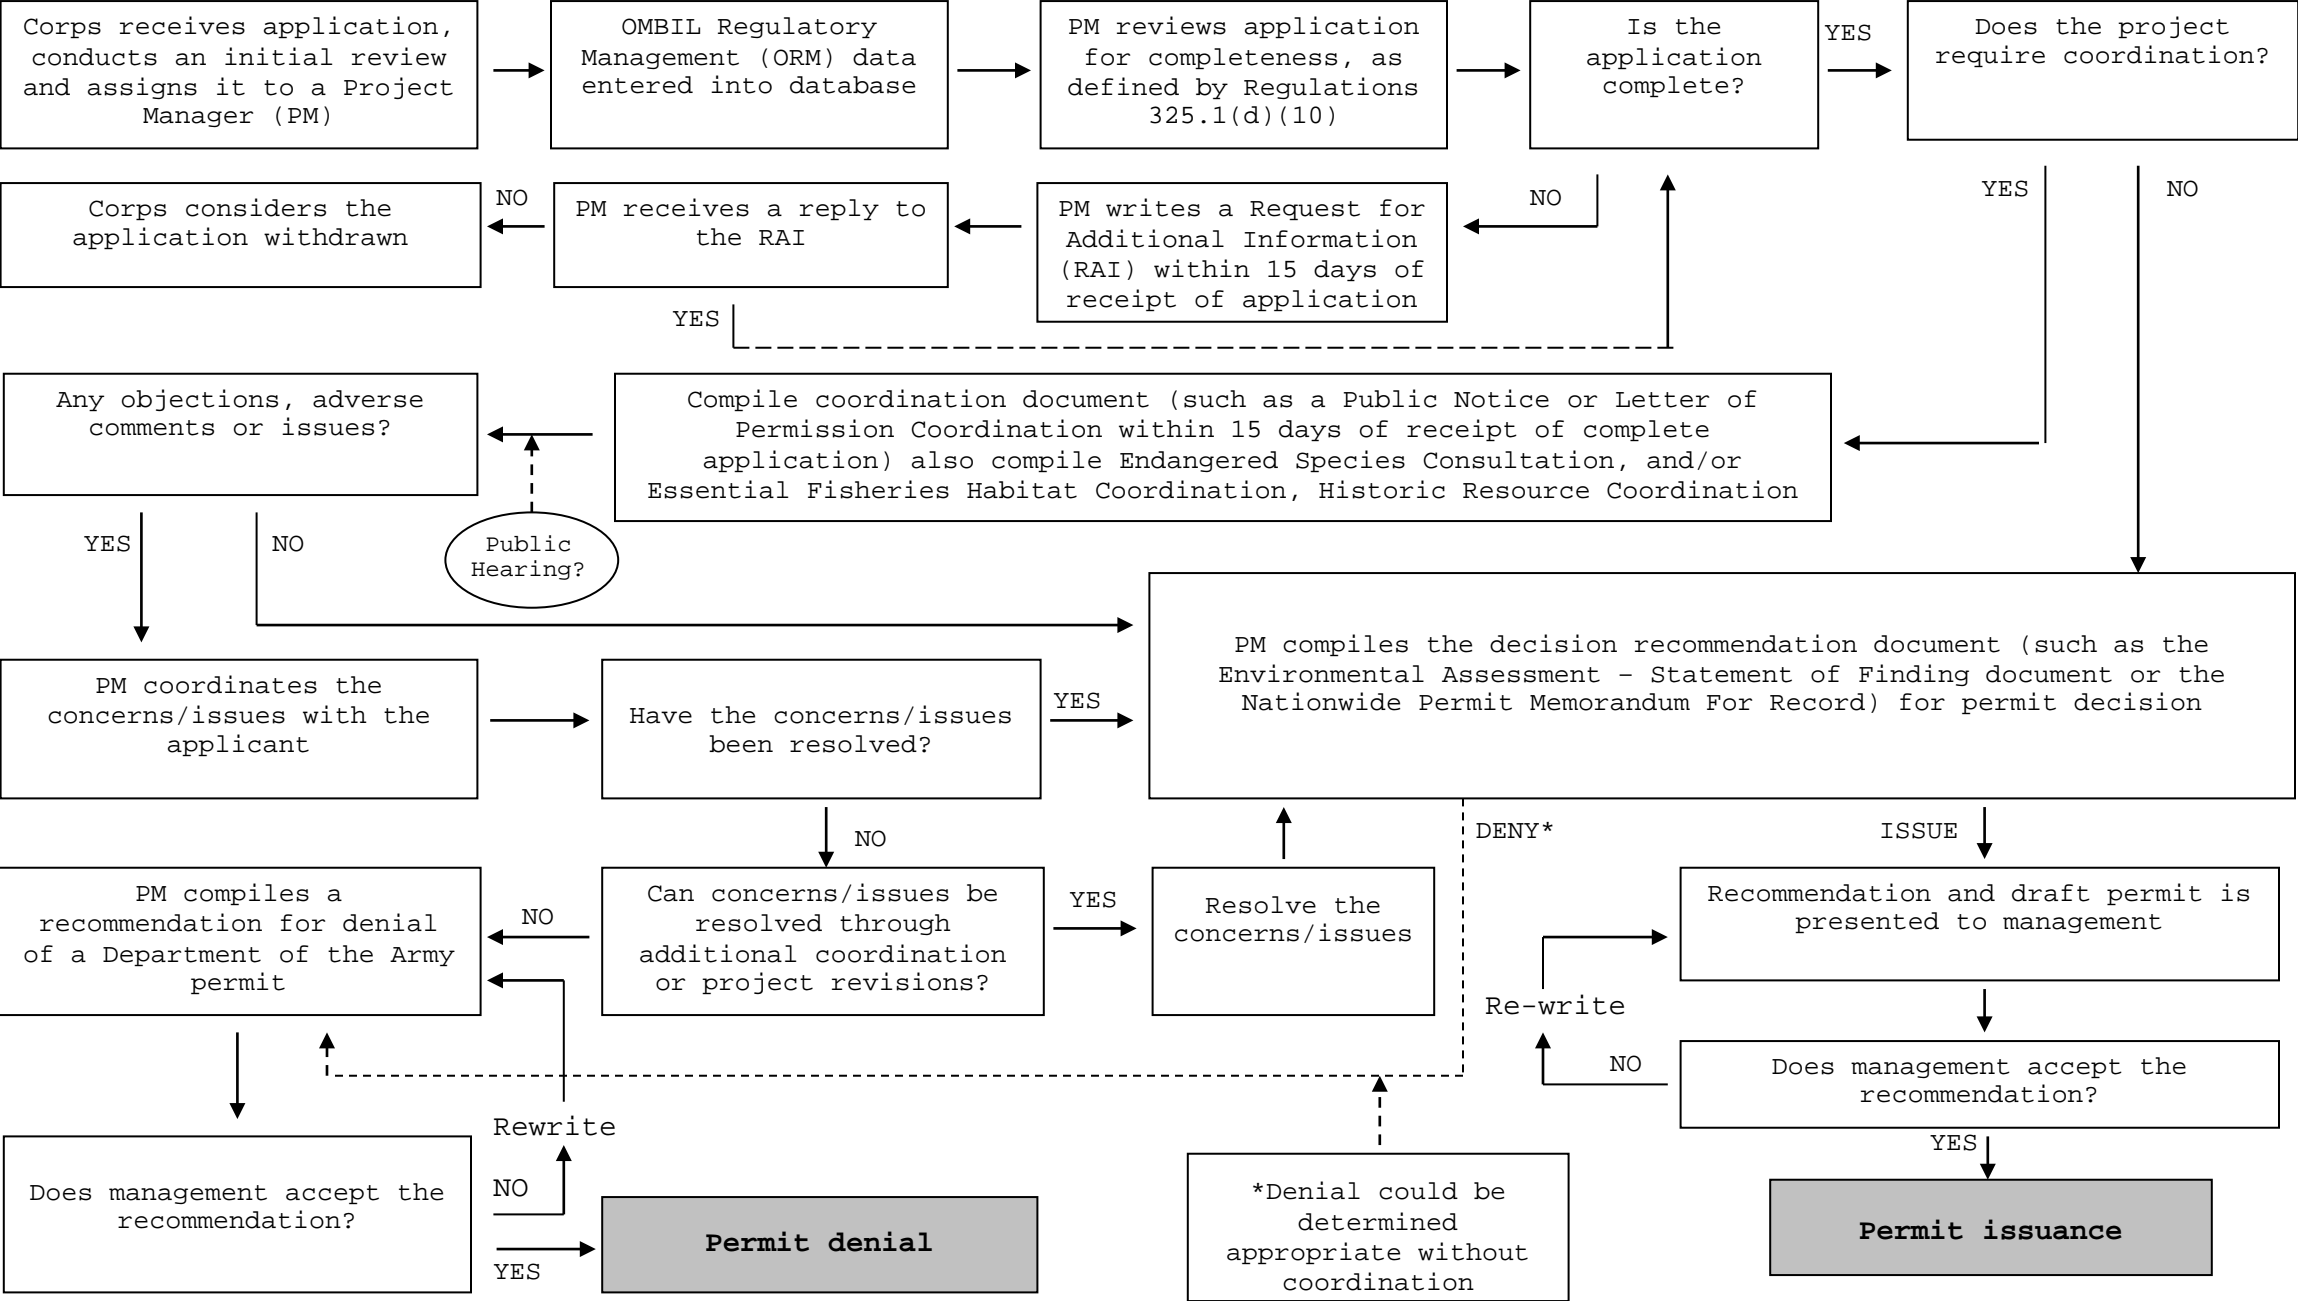 Corps receives application,
conducts an initial review
and assigns it to a Project
Manager (PM)
OMBIL Regulatory
Management (ORM) data
entered into database
PM reviews application
for completeness, as
defined by Regulations
325.1(d)(10)
Is the
application
complete?
YES
Does the project
require coordination?
Corps considers the
application withdrawn
NO
PM receives a reply to
the RAI
PM writes a Request for
Additional Information
(RAI) within 15 days of
receipt of application
NO
YES
NO
YES
Any objections, adverse
comments or issues?
Compile coordination document (such as a Public Notice or Letter of
Permission Coordination within 15 days of receipt of complete
application) also compile Endangered Species Consultation, and/or
Essential Fisheries Habitat Coordination, Historic Resource Coordination
YES
NO
Public
Hearing?
PM compiles the decision recommendation document (such as the
Environmental Assessment – Statement of Finding document or the
Nationwide Permit Memorandum For Record) for permit decision
PM coordinates the
concerns/issues with the
applicant
Have the concerns/issues
been resolved?
YES
NO
DENY*
ISSUE
PM compiles a
recommendation for denial
of a Department of the Army
permit
NO
Can concerns/issues be
resolved through
additional coordination
or project revisions?
YES
Resolve the
concerns/issues
Recommendation and draft permit is
presented to management
Re-write
NO
Does management accept the
recommendation?
Rewrite
YES
Does management accept the
recommendation?
NO
YES
Permit denial
*Denial could be
determined
appropriate without
coordination
Permit issuance